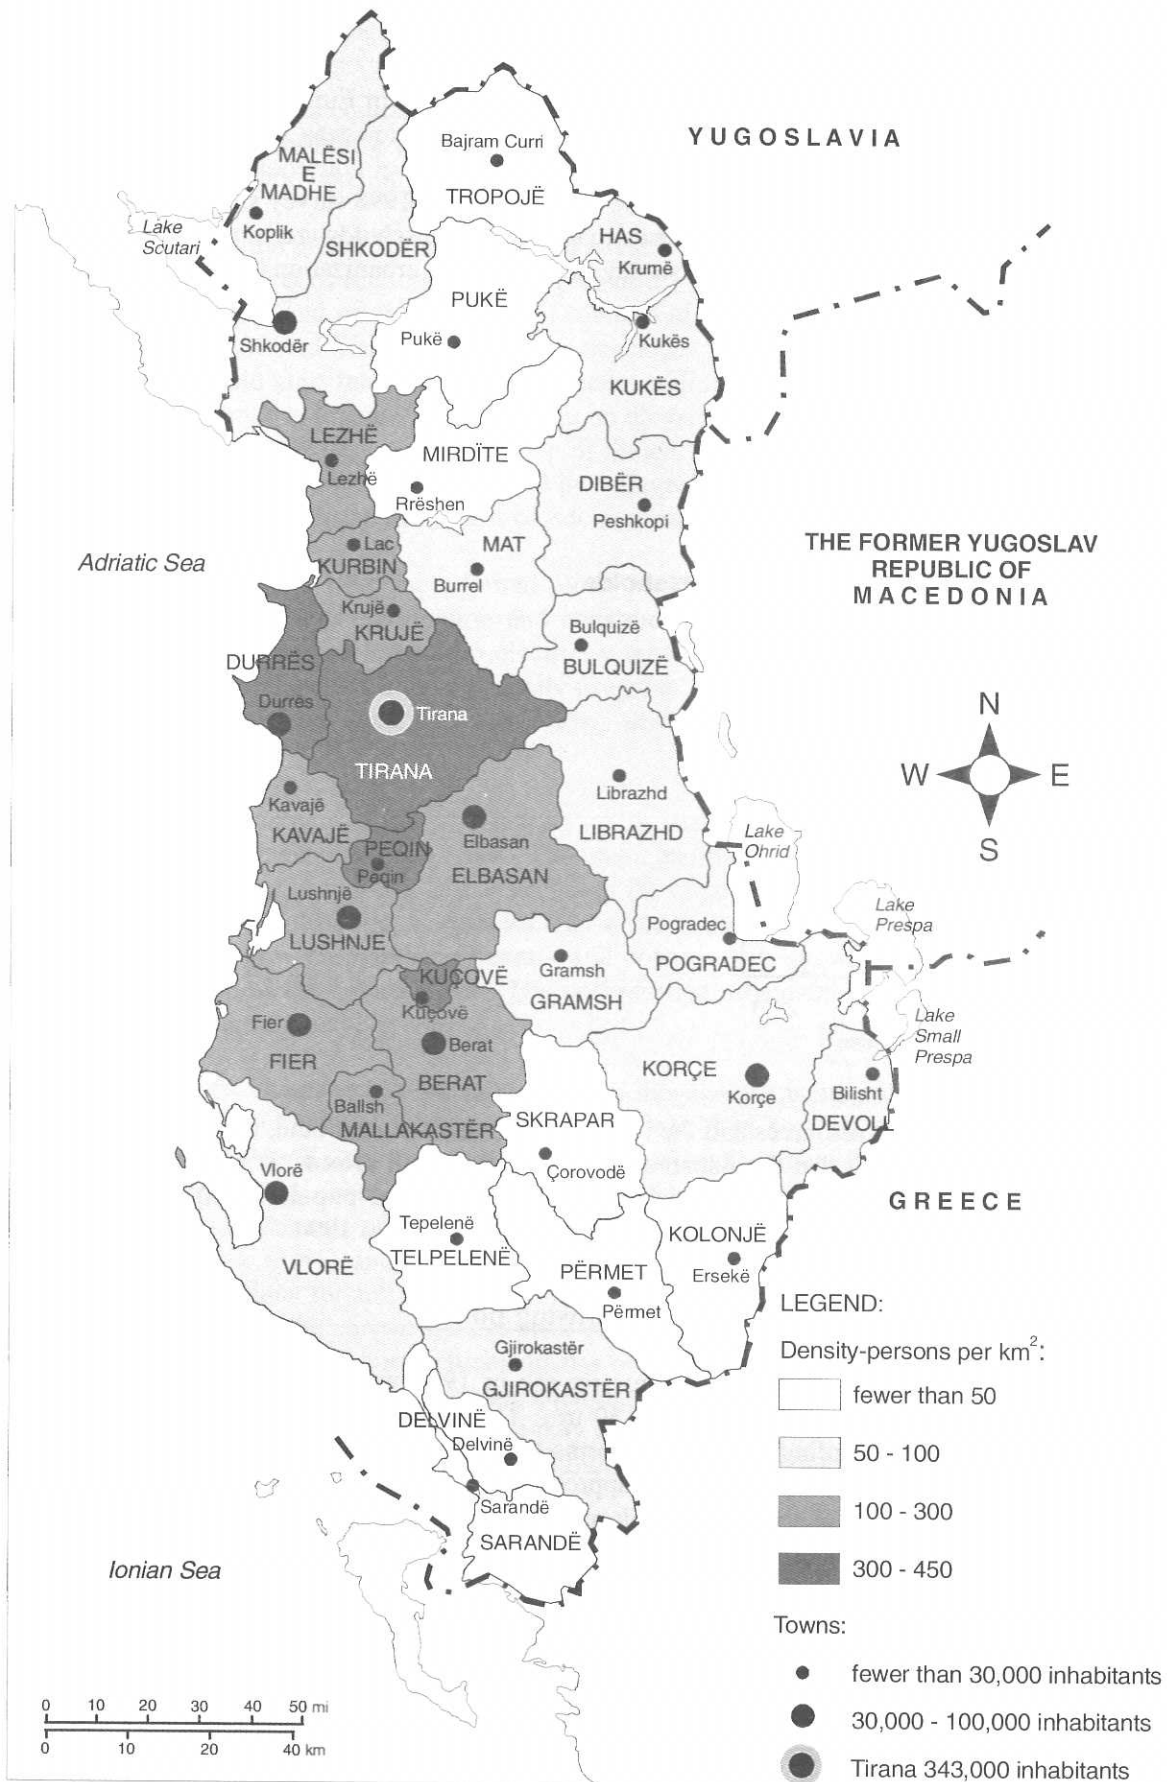 YUGOSLAVIA
Bajram Curri
TROPOJË
MALËSI
E
MADHE
Koplik
Lake
Scutari
SHKODËR
HAS
Krumë
PUKË
Pukë
Shkodër
Kukës
KUKËS
LEZHË
Lezhë
MIRDÏTE
Rrëshen
DIBËR
Peshkopi
Adriatic Sea
Lac
KURBIN
MAT
Burrel
THE FORMER YUGOSLAV
REPUBLIC OF
MACEDONIA
Krujë
KRUJË
Bulquizë
BULQUIZË
DURRËS
Durrës
Tirana
TIRANA
N
W
E
S
Kavajë
KAVAJË
Librazhd
LIBRAZHD
PEQIN
Peqin
Elbasan
ELBASAN
Lake
Ohrid
Lushnjë
LUSHNJE
Lake
Prespa
Pogradec
POGRADEC
KUÇOVË
Kuçovë
Gramsh
GRAMSH
Fier
FIER
Berat
BERAT
Lake
Small
Prespa
KORÇE
Korçe
Bilisht
DEVOLL
Ballsh
MALLAKASTËR
SKRAPAR
Çorovodë
Vlorë
VLORË
GREECE
Tepelenë
TELPELENË
KOLONJË
Ersekë
PËRMET
Përmet
Gjirokastër
GJIROKASTËR
DELVINË
Delvinë
Sarandë
SARANDË
Ionian Sea
LEGEND:
Density-persons per km²:
fewer than 50
50 - 100
100 - 300
300 - 450
Towns:
fewer than 30,000 inhabitants
30,000 - 100,000 inhabitants
Tirana 343,000 inhabitants
0 10 20 30 40 50 mi
0 10 20 40 km